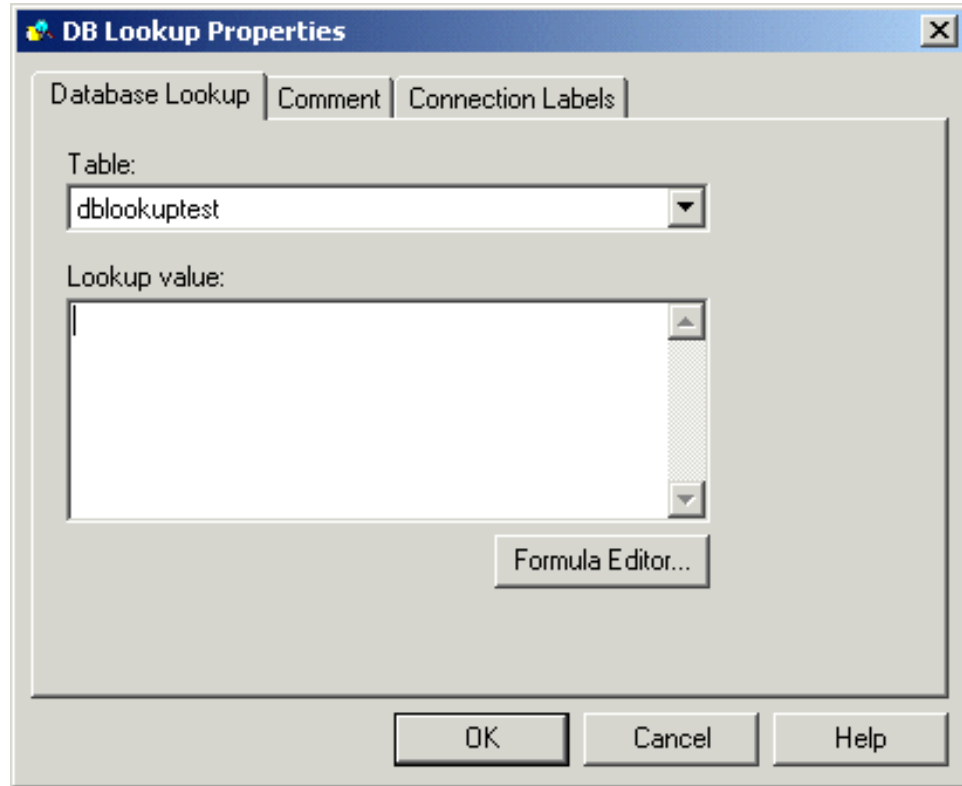 DB Lookup Properties
Database Lookup Comment Connection Labels
Table:
dblookuptest
Lookup value:
Formula Editor...
OK Cancel Help